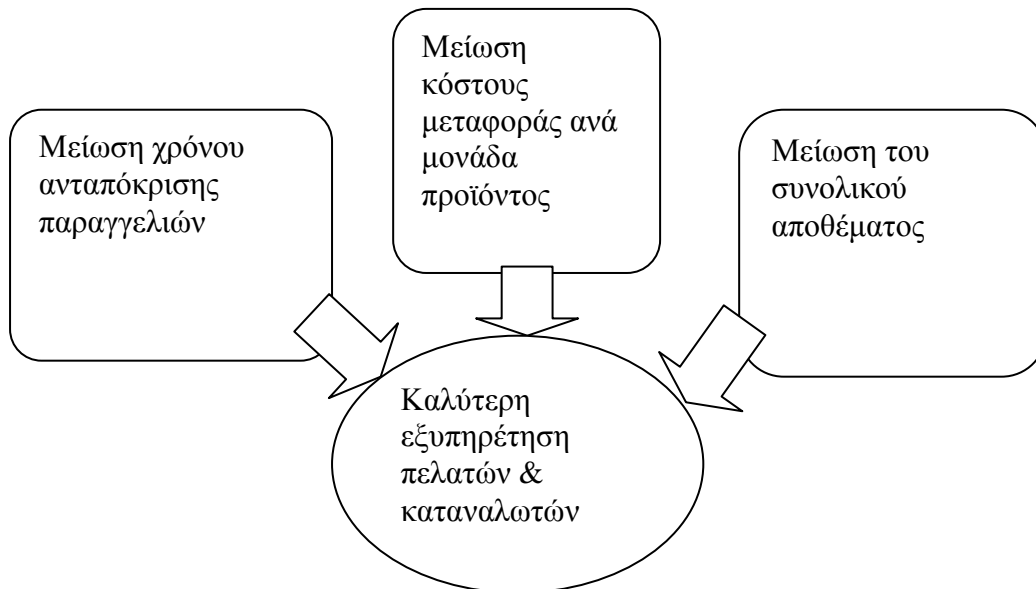 Μείωση χρόνου
ανταπόκρισης
παραγγελιών
Μείωση
κόστους
μεταφοράς ανά
μονάδα
προϊόντος
Μείωση του
συνολικού
αποθέματος
Καλύτερη
εξυπηρέτηση
πελατών &
καταναλωτών